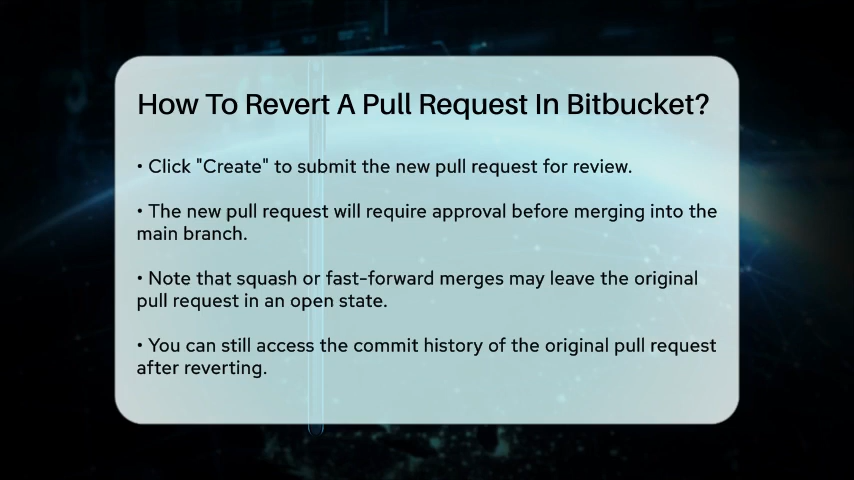 How To Revert A Pull Request In Bitbucket?
• Click "Create" to submit the new pull request for review.
• The new pull request will require approval before merging into the
main branch.
• Note that squash or fast-forward merges may leave the original
pull request in an open state.
• You can still access the commit history of the original pull request
after reverting.